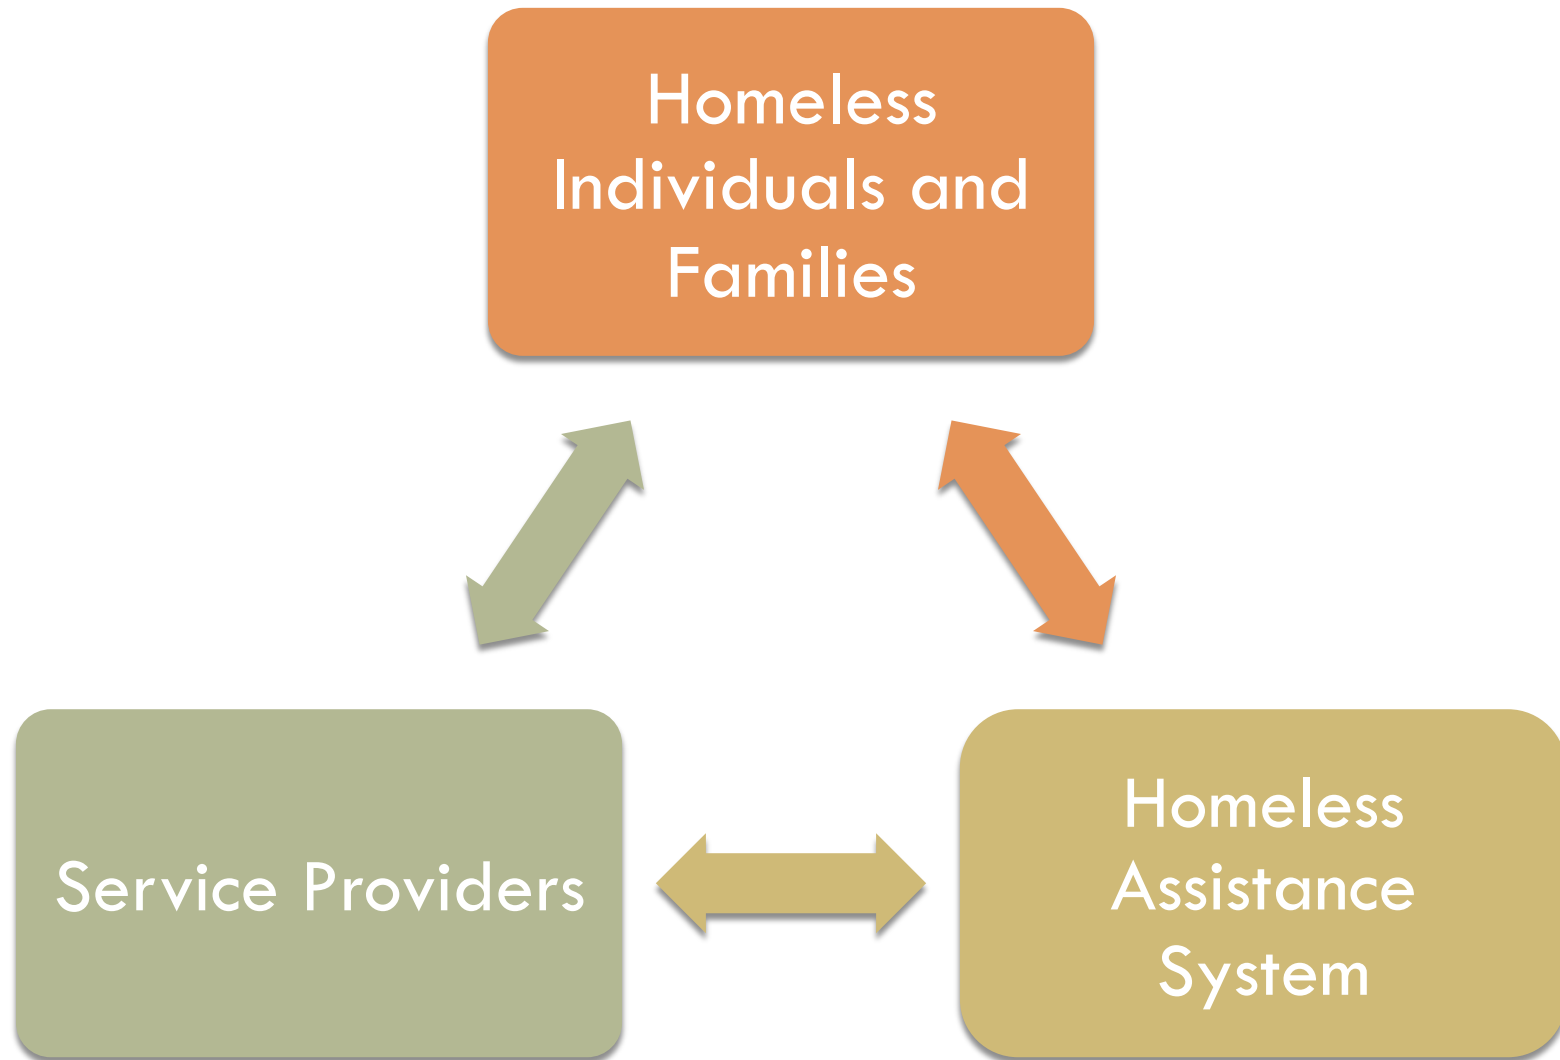 Homeless
Individuals and
Families
Service Providers
Homeless
Assistance
System